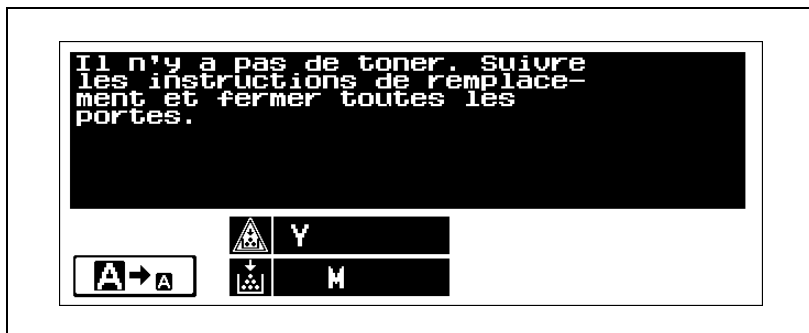 Il n'y a pas de toner. Suivre
les instructions de remplace-
ment et fermer toutes les
portes.
Y
A→A M